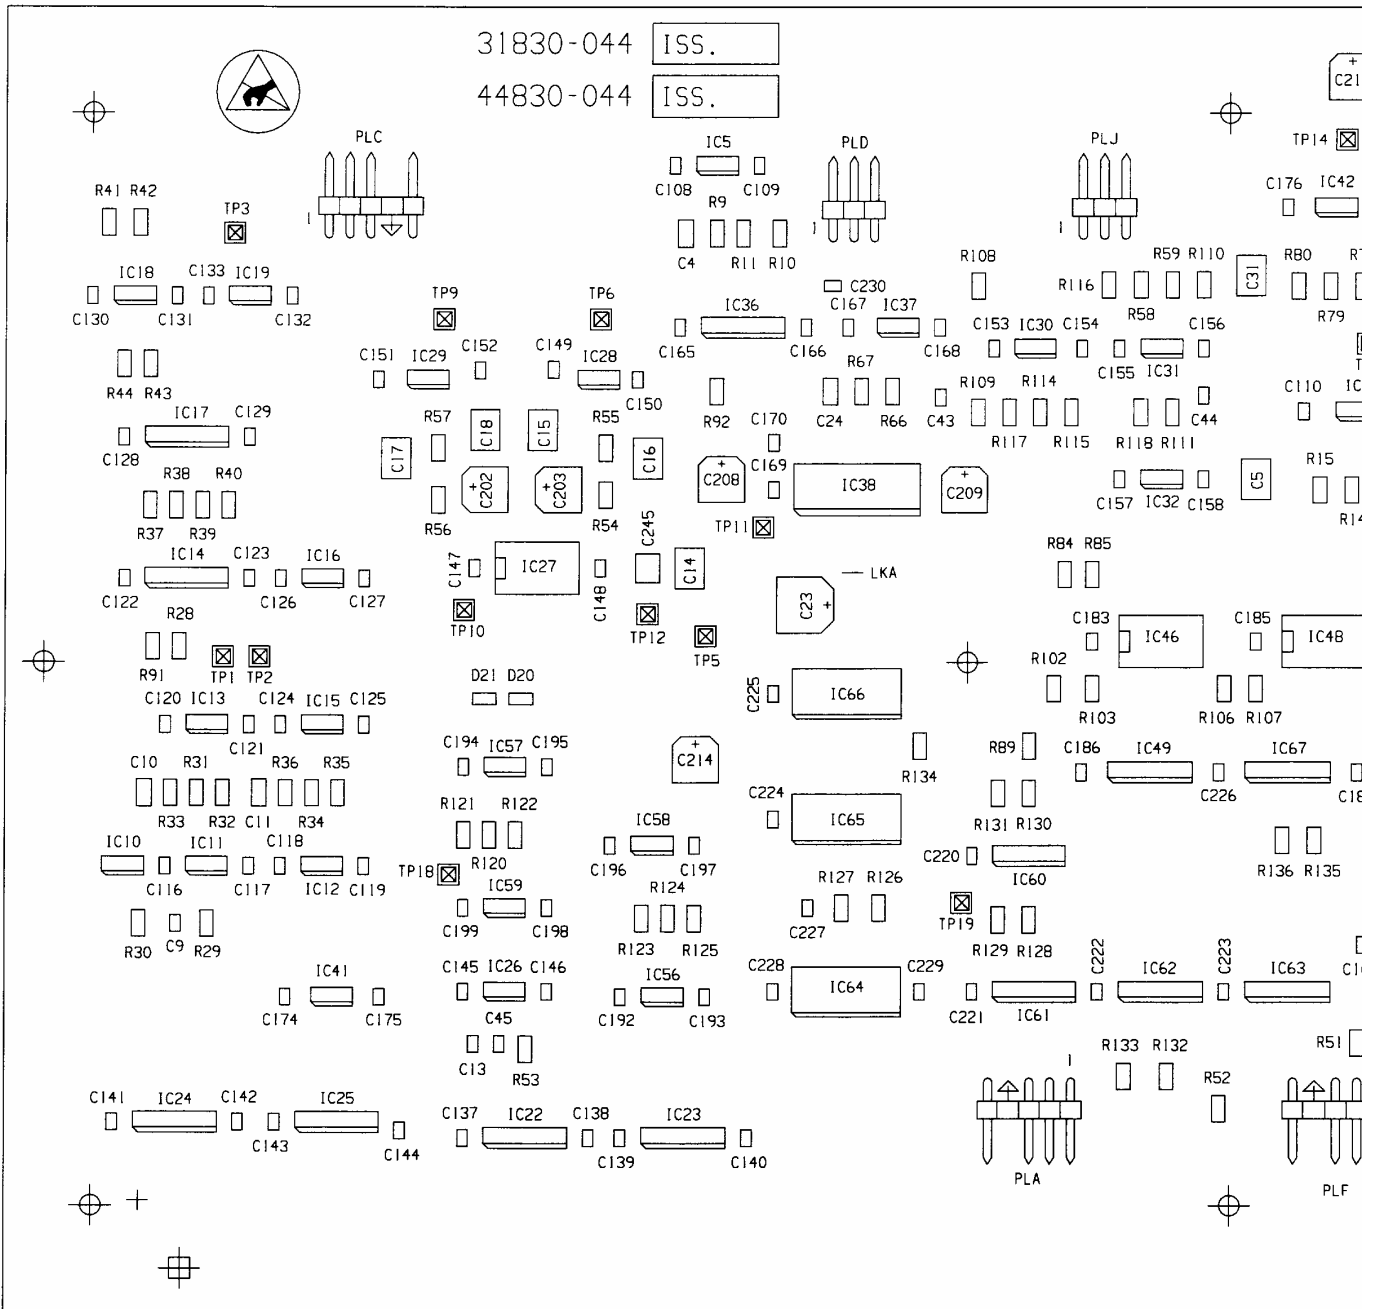 31830-044 ISS.
44830-044 ISS.
C21
PLC IC5 PLD PLJ TP14
C108 C109 C176 IC42
R41 R42 TP3 R9
1 1 1
C4 R11 R10 R108 R59 R110 R80
IC18 C133 IC19 C230 R116 C31
TP9 TP6 IC36 C167 IC37 R58 R79
C130 C131 C132 C153 IC30 C154 C156
C151 IC29 C152 C149 IC28 C165 C166 C168 C155 IC31
R44 R43 C150 R67 R109 R114 C110
IC17 C129 R57 C18 C15 R55 R92 C24 R66 C43 C44
C128 C17 C16 C170 R117 R115 R118 R111
R38 R40 C202 C203 C208 C169 IC38 C209 C157 IC32 C158 C5 R15
R37 R39 R56 R54 C245 TP11 R14
IC14 C123 IC16 R84 R85
C122 C126 C127 C147 IC27 C148 C14 LKA
R28 TP10 TP12 TP5 C23 C183 IC46 C185 IC48
R91 TP1 TP2 R102
C120 IC13 C124 IC15 C125 D21 D20 C225 IC66 R103 R106 R107
C121 C194 IC57 C195 C214 R134 R89 C186 IC49 IC67
C10 R31 R36 R35 C226 C18
R33 R32 C11 R34 R121 R122 C224 IC65 R131 R130
IC10 IC11 C118 R120 IC58 C220 R136 R135
C116 C117 IC12 C119 TP18 C196 C197 IC60
IC59 R124 R127 R126
R30 C9 R29 C199 C198 R123 R125 C227 TP19 R129 R128 C222 C223
IC41 C145 IC26 C146 IC56 C228 IC64 C229 IC62 IC63
C174 C175 C192 C193 C221 IC61
C45 R133 R132 R51
C13 R53 1 R52
C141 IC24 C142 IC25 C137 IC22 C138 IC23
C143 C144 C139 C140
PLA PLF